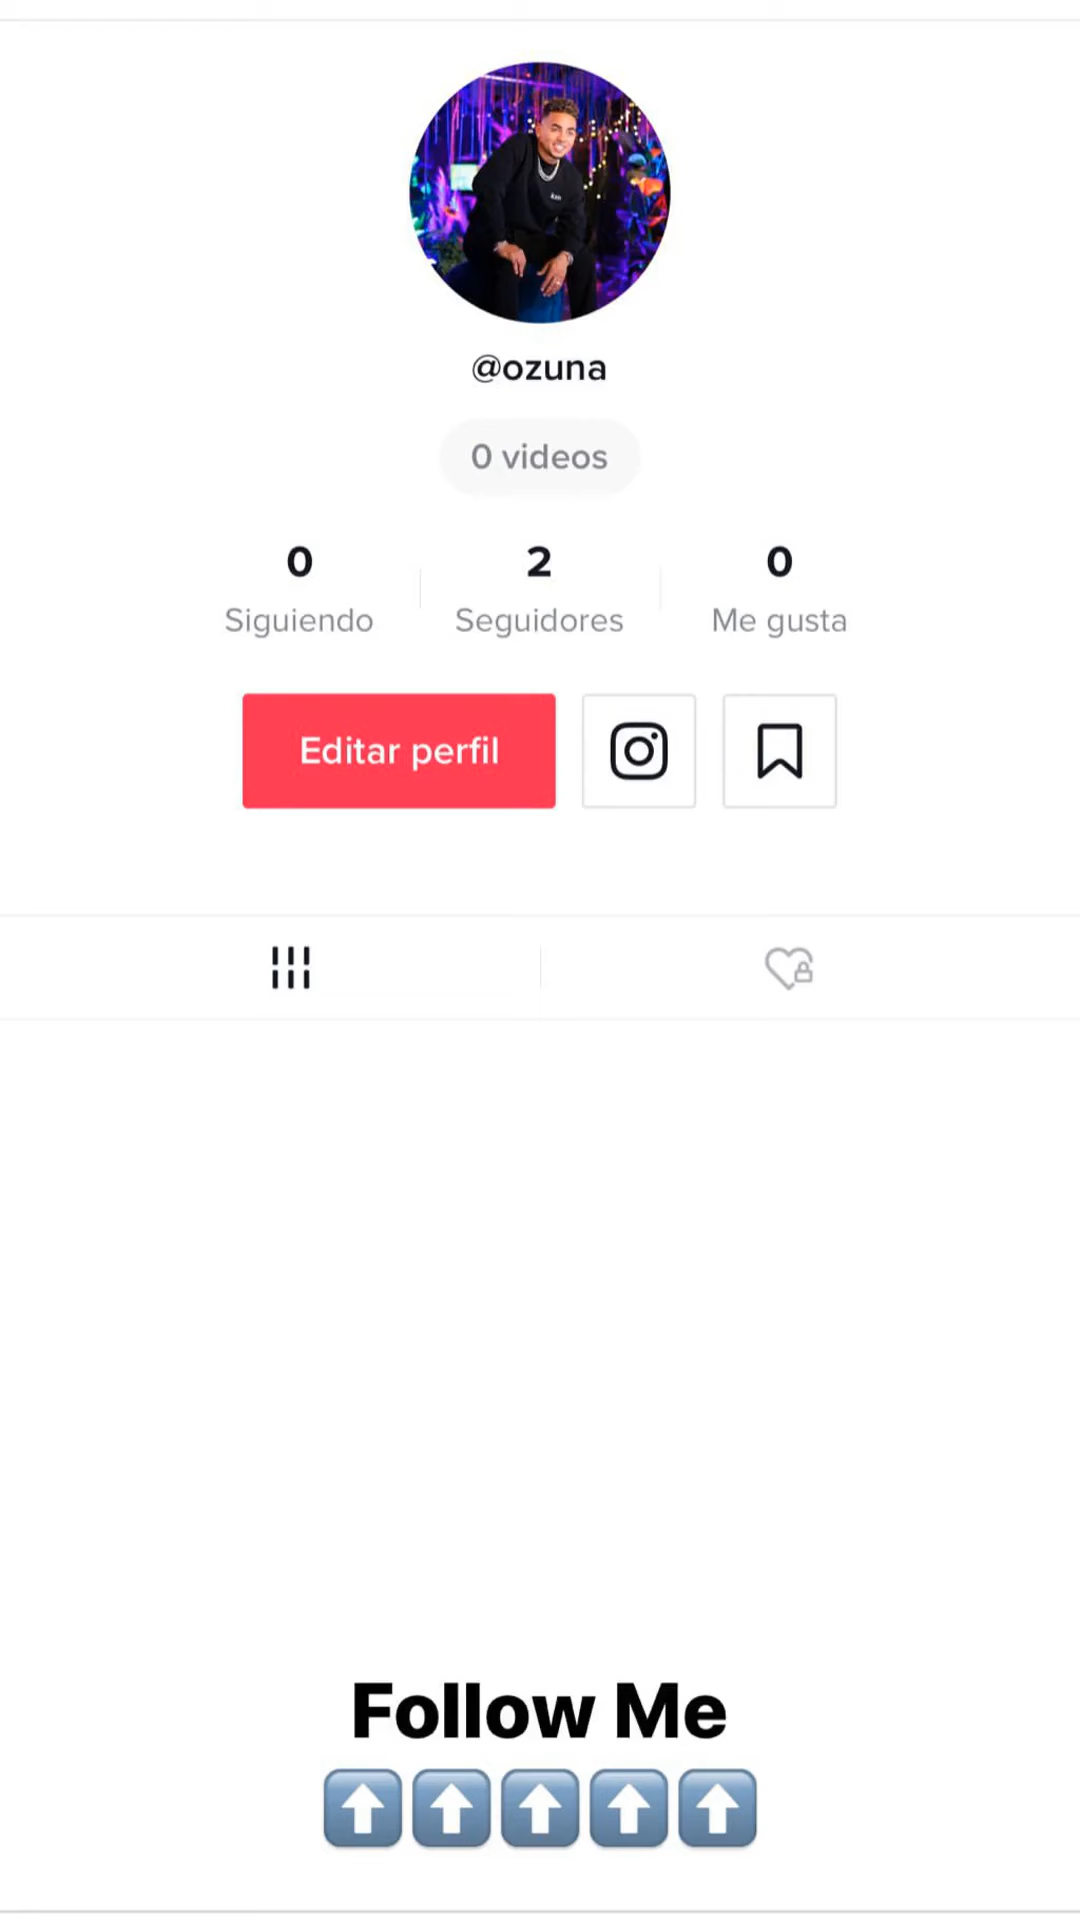 @ozuna
0 videos
0 2 0
Siguiendo Seguidores Me gusta
Editar perfil
Follow Me
⬆️⬆️⬆️⬆️⬆️